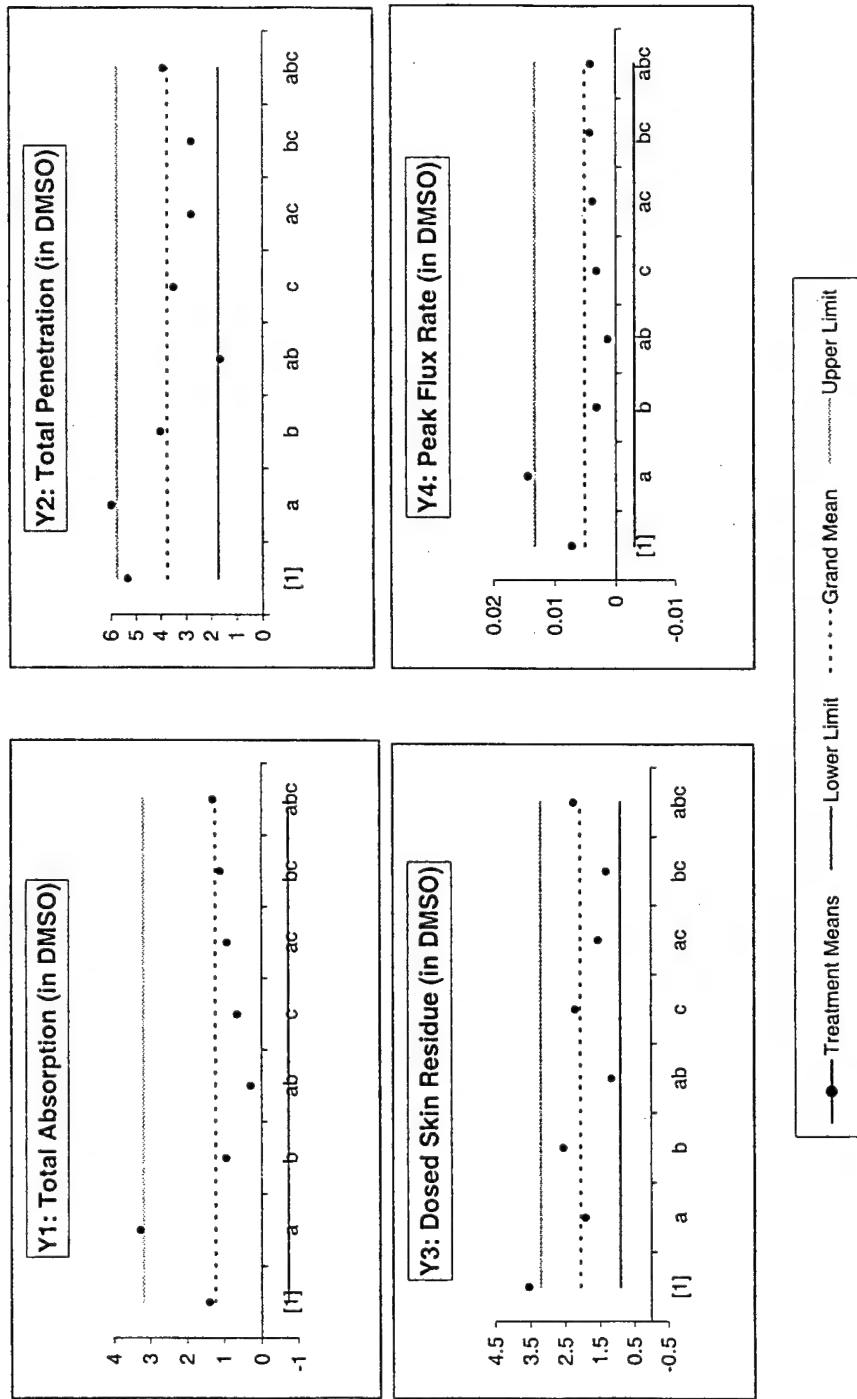 Y1: Total Absorption (in DMSO)
4
3
2
1
0
-1
[1] a b ab c ac bc abc
Y2: Total Penetration (in DMSO)
6
5
4
3
2
1
0
[1] a b ab c ac bc abc
Y3: Dosed Skin Residue (in DMSO)
4.5
3.5
2.5
1.5
0.5
-0.5
[1] a b ab c ac bc abc
Y4: Peak Flux Rate (in DMSO)
0.02
0.01
0
-0.01
[1] a b ab c ac bc abc
Treatment Means Lower Limit Grand Mean Upper Limit